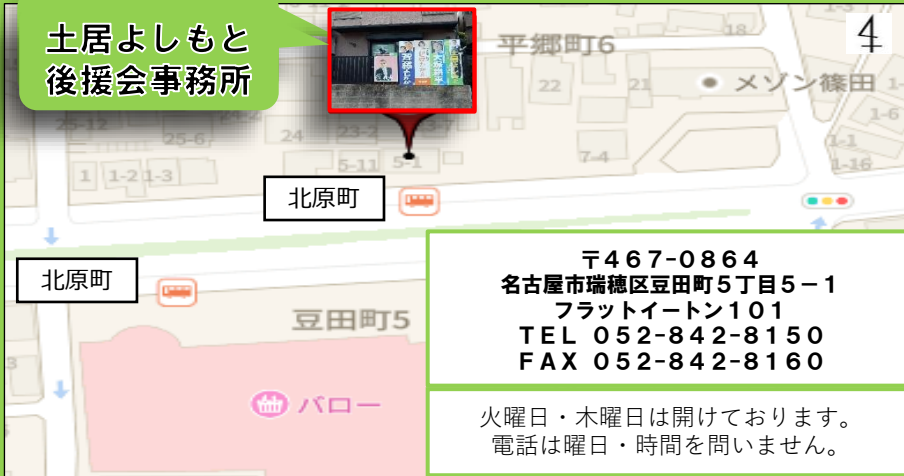 土居よしもと
後援会事務所
平郷町6
18
4
22
21
メゾン篠田
1-6
25-12
25-6
24-2
24
23-2
5-11
5-1
7-4
1-1
1-16
1
1-2
1-3
北原町
北原町
豆田町5
バロー
〒467-0864
名古屋市瑞穂区豆田町5丁目5-1
フラットイートン101
TEL 052-842-8150
FAX 052-842-8160
火曜日・木曜日は開けております。
電話は曜日・時間を問いません。